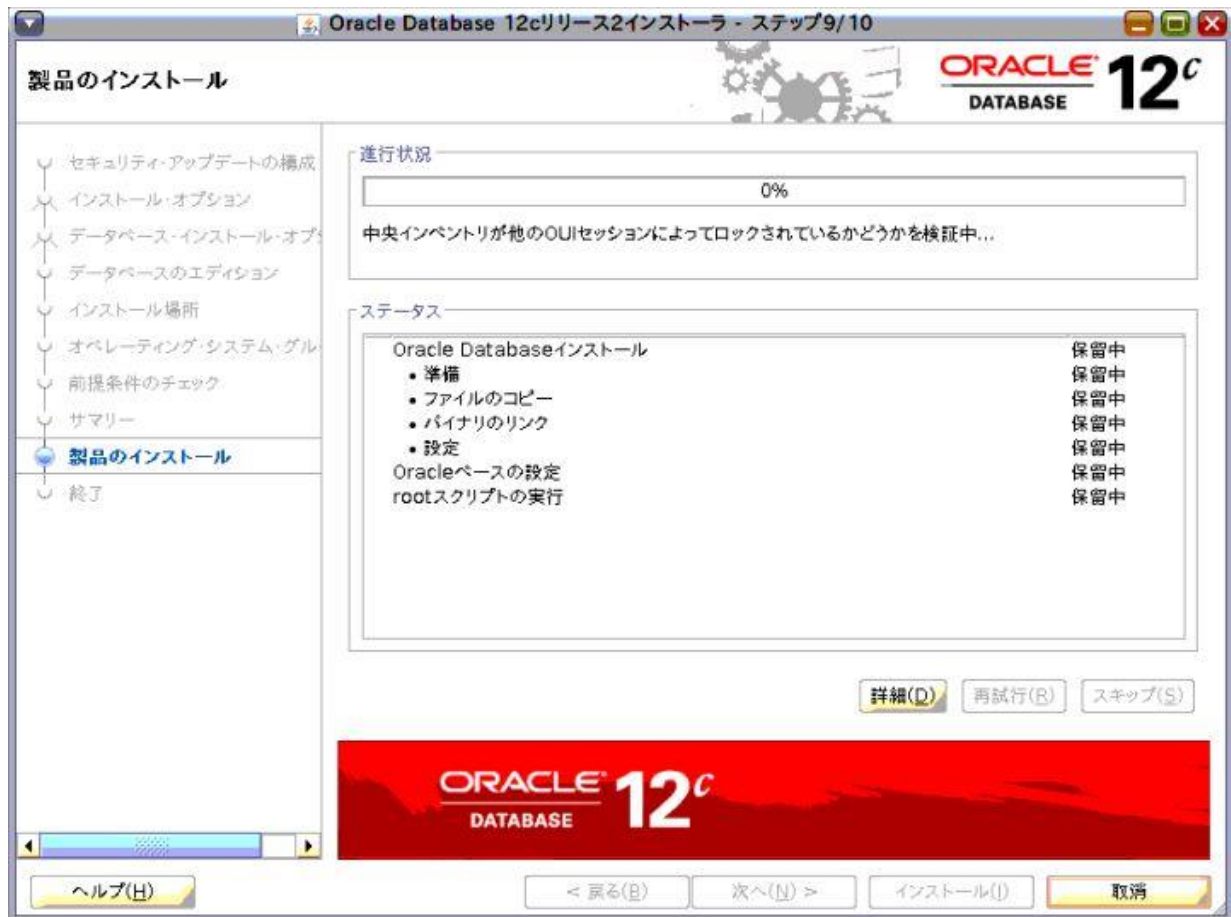 Oracle Database 12cリリース2インストーラ - ステップ9/10
製品のインストール
ORACLE
DATABASE
12c
セキュリティ・アップデートの構成
インストール・オプション
データベース・インストール・オプ
データベースのエディション
インストール場所
オペレーティング・システム・グル
前提条件のチェック
サマリー
製品のインストール
終了
進行状況
0%
中央インベントリが他のOUIセッションによってロックされているかどうかを検証中...
ステータス
Oracle Databaseインストール 保留中
• 準備 保留中
• ファイルのコピー 保留中
• バイナリのリンク 保留中
• 設定 保留中
Oracleベースの設定 保留中
rootスクリプトの実行 保留中
詳細(D) 再試行(R) スキップ(S)
ORACLE
DATABASE
12c
ヘルプ(H) < 戻る(B) 次へ(N) > インストール(I) 取消